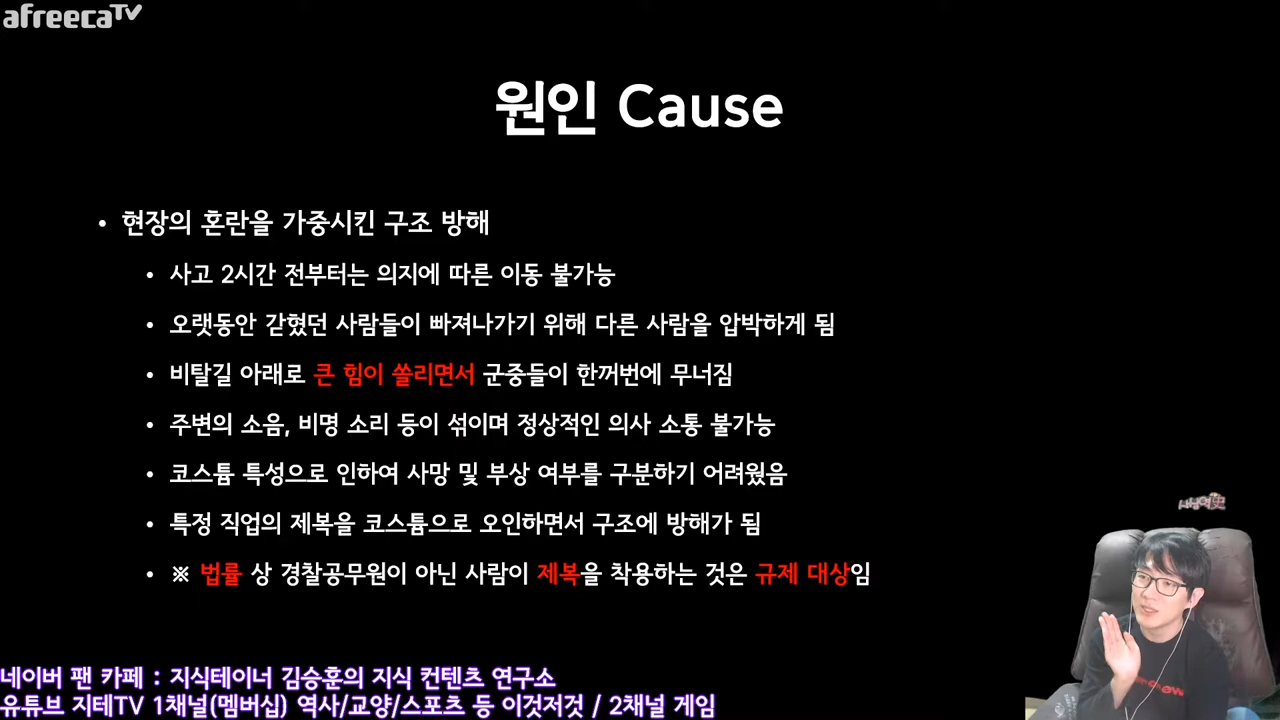 afreecaTV
원인 Cause
• 현장의 혼란을 가중시킨 구조 방해
• 사고 2시간 전부터는 의지에 따른 이동 불가능
• 오랫동안 갇혔던 사람들이 빠져나가기 위해 다른 사람을 압박하게 됨
• 비탈길 아래로 큰 힘이 쏠리면서 군중들이 한꺼번에 무너짐
• 주변의 소음, 비명 소리 등이 섞이며 정상적인 의사 소통 불가능
• 코스튬 특성으로 인하여 사망 및 부상 여부를 구분하기 어려웠음
• 특정 직업의 제복을 코스튬으로 오인하면서 구조에 방해가 됨
• ※ 법률 상 경찰공무원이 아닌 사람이 제복을 착용하는 것은 규제 대상임
네이버 팬 카페 : 지식테이너 김승훈의 지식 컨텐츠 연구소
유튜브 지테TV 1채널(멤버십) 역사/교양/스포츠 등 이것저것 / 2채널 게임